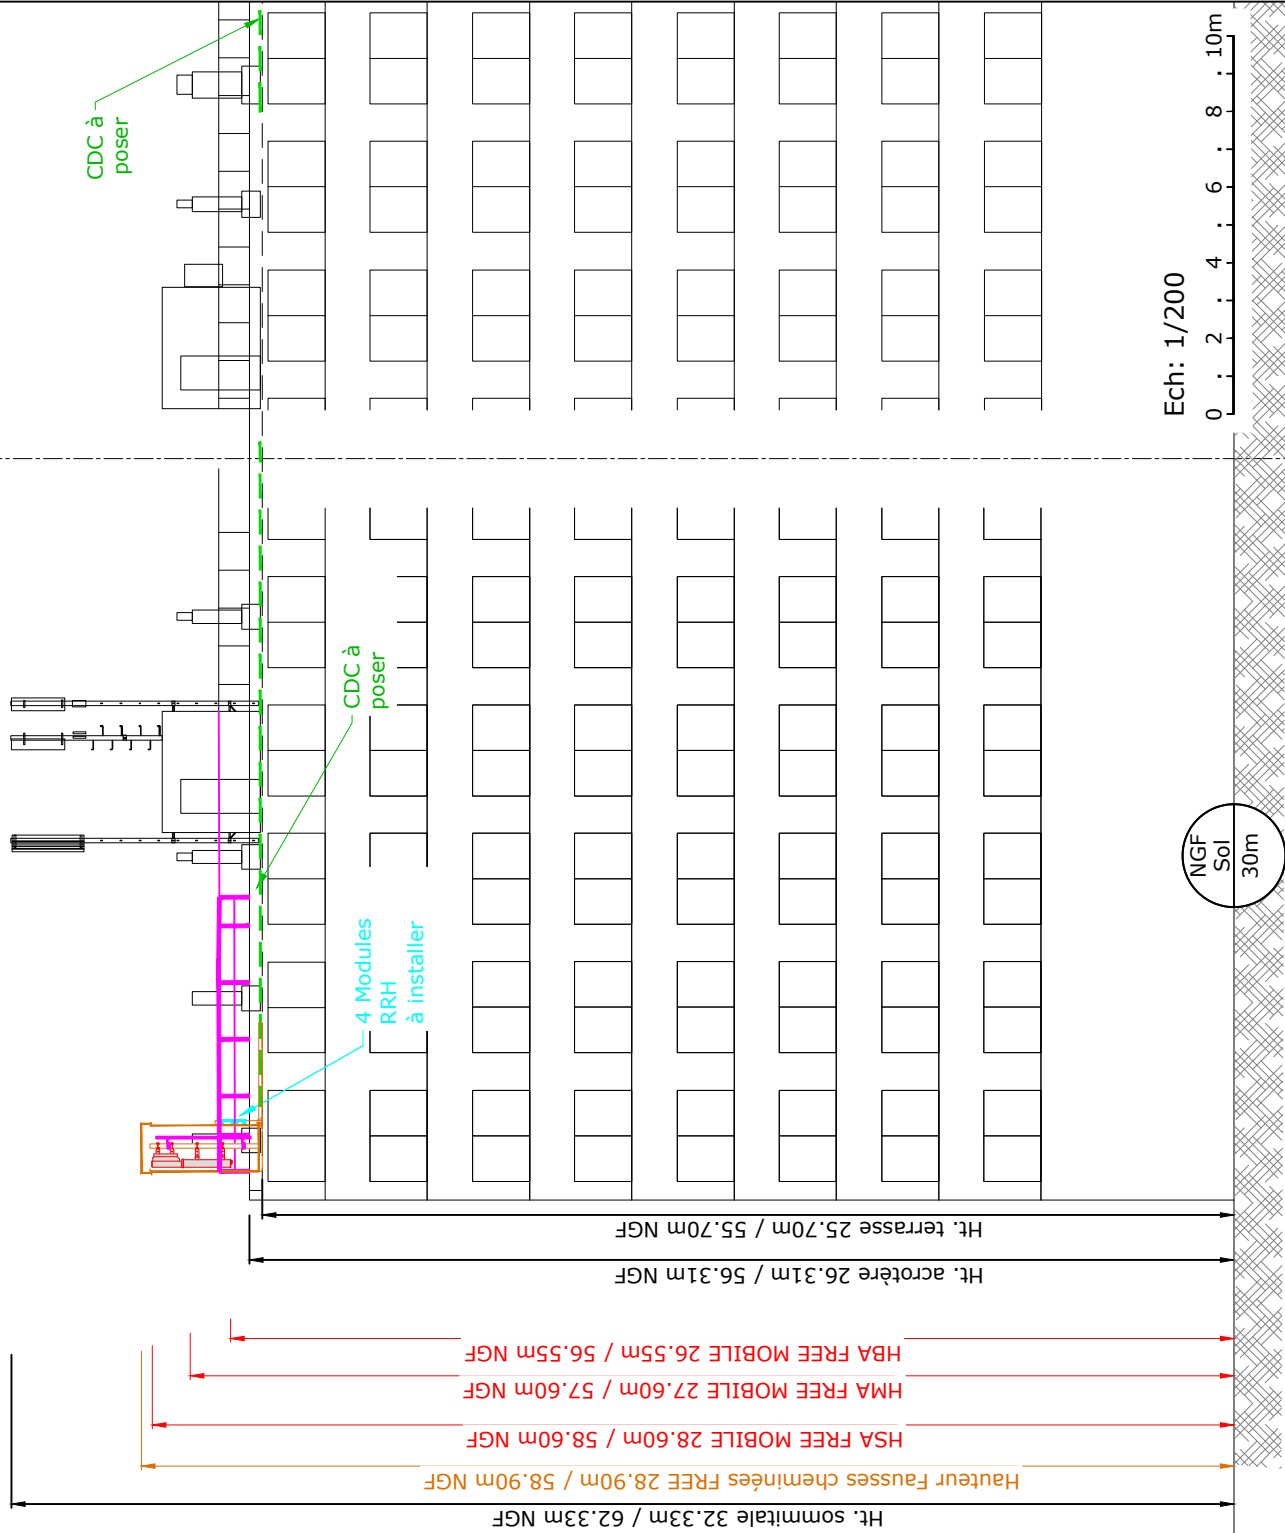 CDC à
poser
CDC à
poser
4 Modules
RRH
à installer
Ech: 1/200
0 2 4 6 8 10m
NGF
Sol
30m
Ht. terrasse 25.70m / 55.70m NGF
Ht. acrotère 26.31m / 56.31m NGF
HBA FREE MOBILE 26.55m / 56.55m NGF
HMA FREE MOBILE 27.60m / 57.60m NGF
HSA FREE MOBILE 28.60m / 58.60m NGF
Hauteur Fausses cheminées FREE 28.90m / 58.90m NGF
Ht. sommitale 32.33m / 62.33m NGF